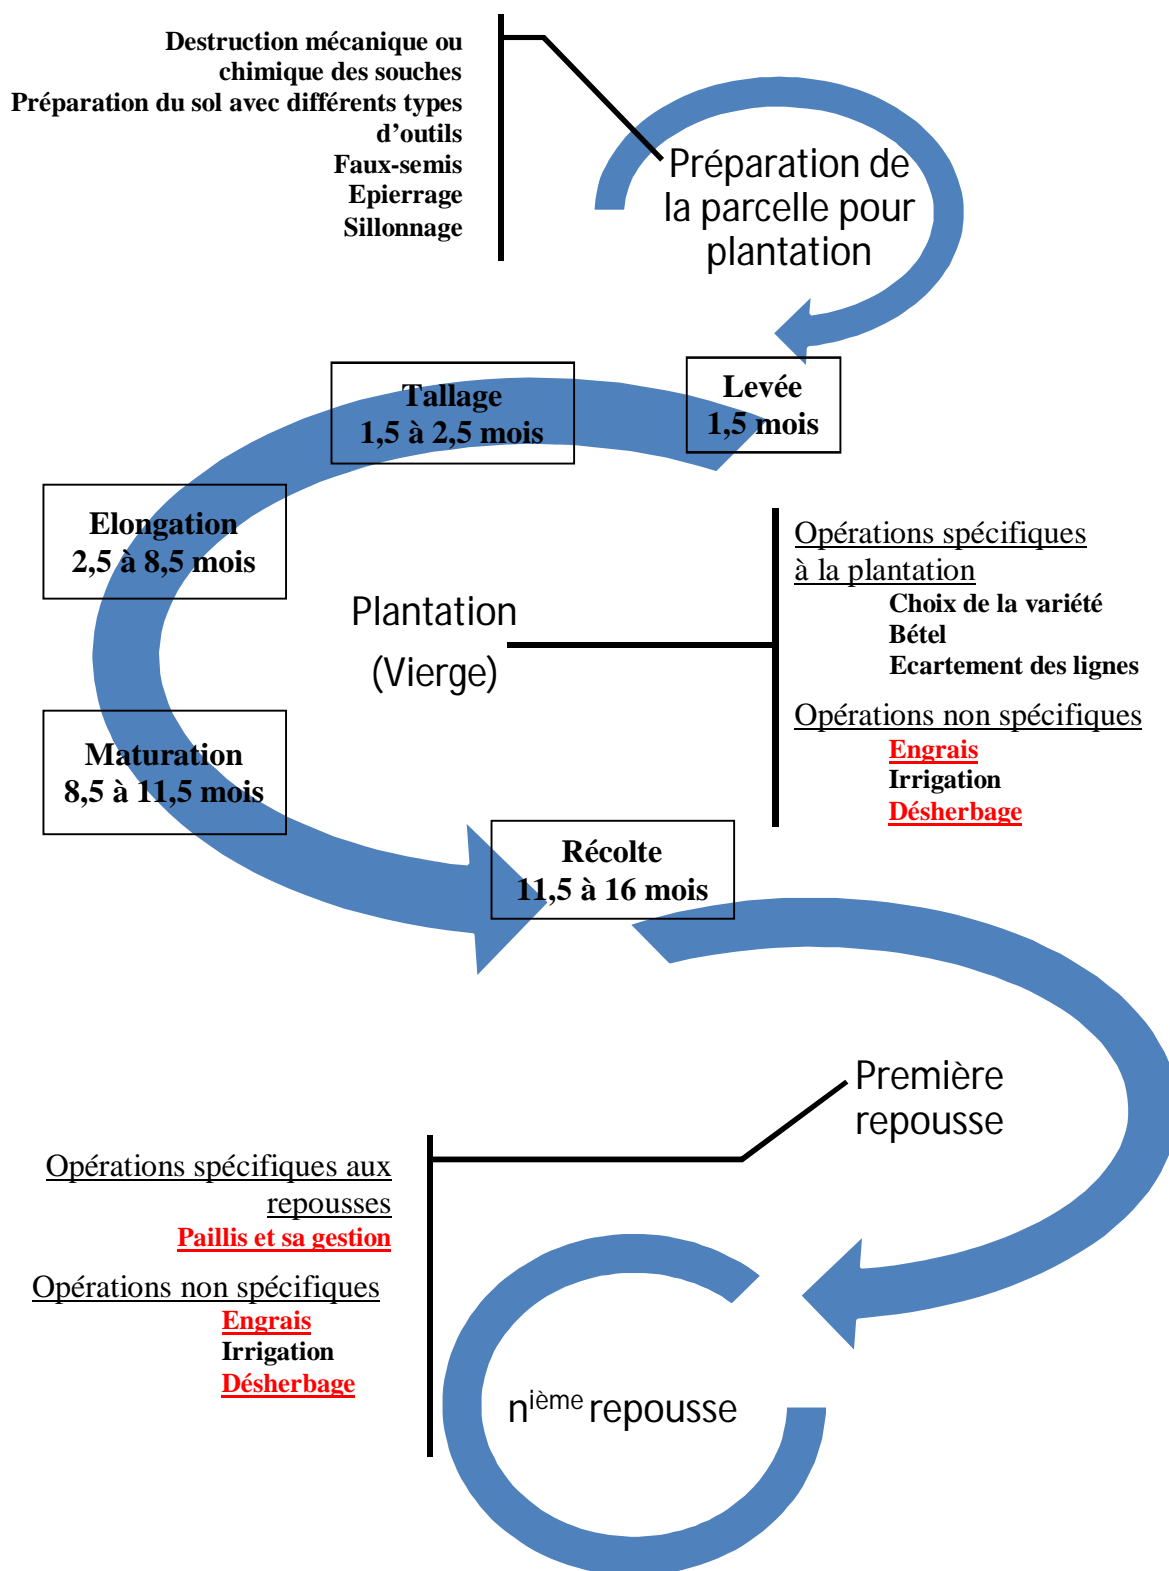 Destruction mécanique ou
chimique des souches
Préparation du sol avec différents types
d'outils
Faux-semis
Epierrage
Sillonnage
Préparation de
la parcelle pour
plantation
Levée
1,5 mois
Tallage
1,5 à 2,5 mois
Elongation
2,5 à 8,5 mois
Maturation
8,5 à 11,5 mois
Récolte
11,5 à 16 mois
Plantation
(Vierge)
Opérations spécifiques
à la plantation
Choix de la variété
Bétel
Ecartement des lignes
Opérations non spécifiques
Engrais
Irrigation
Désherbage
Première
repousse
Opérations spécifiques aux
repousses
Paillis et sa gestion
Opérations non spécifiques
Engrais
Irrigation
Désherbage
nième repousse